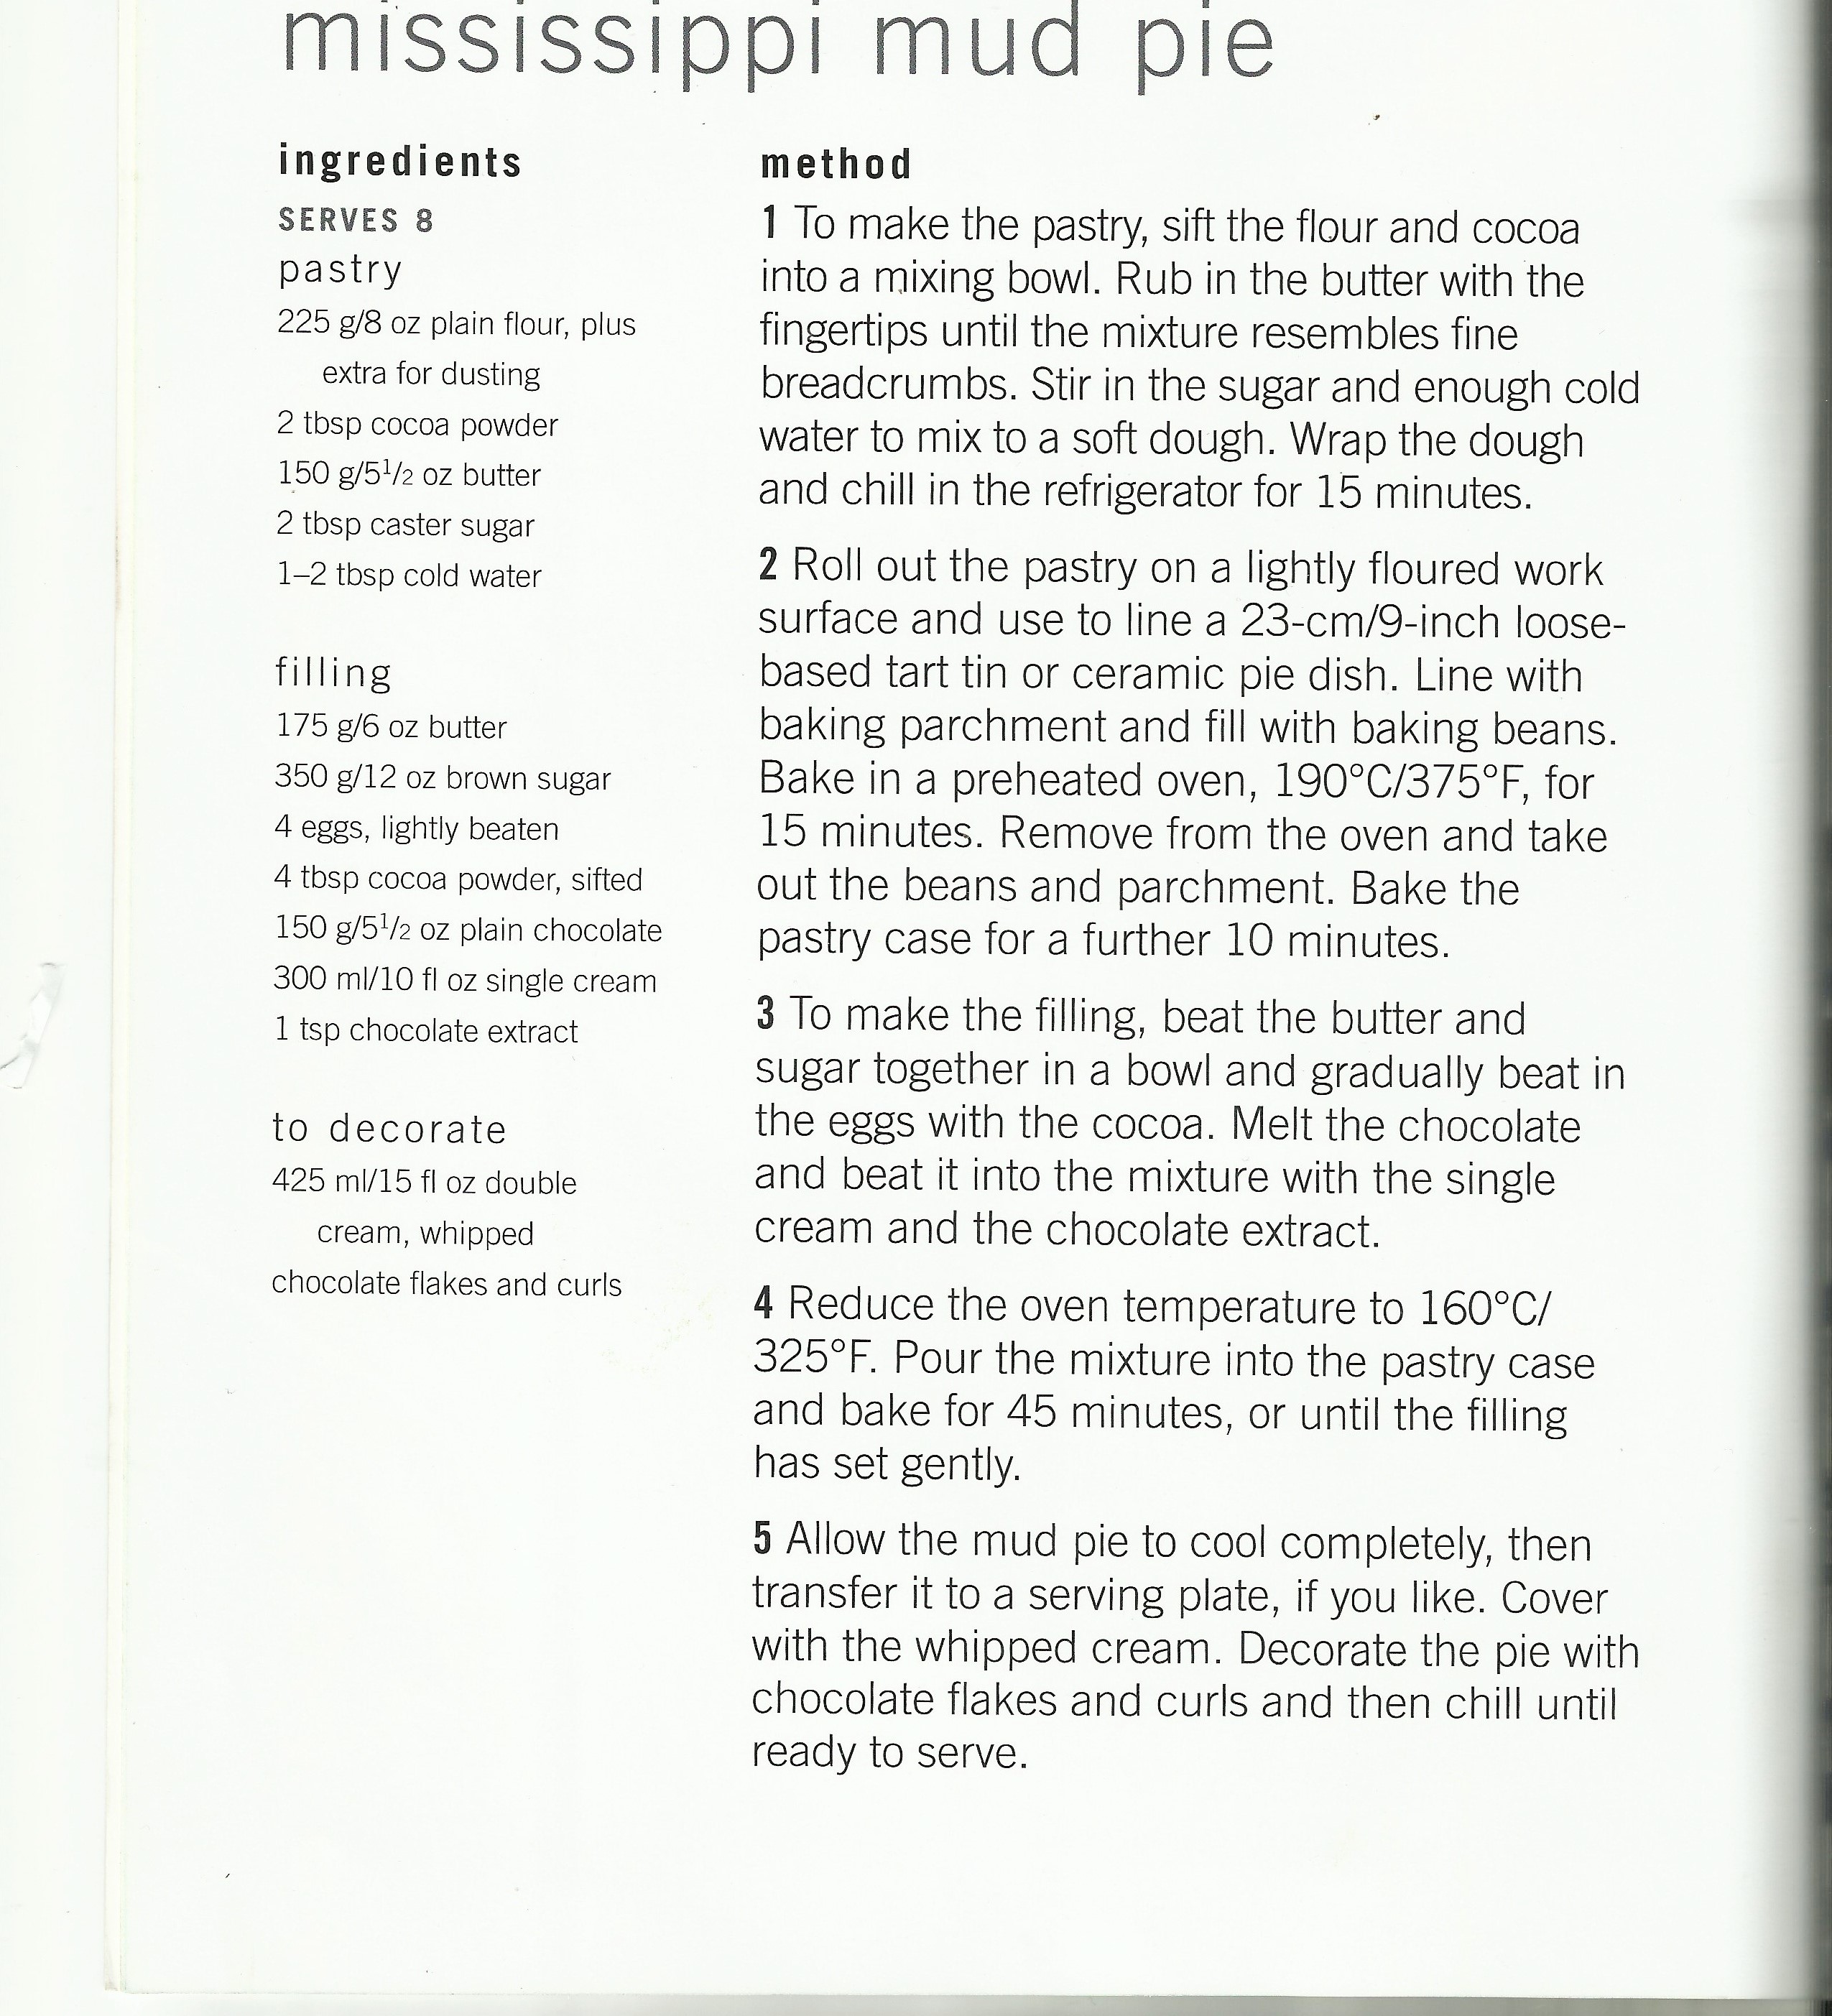 mississippi mud pie
ingredients
SERVES 8
pastry
225 g/8 oz plain flour, plus
extra for dusting
2 tbsp cocoa powder
150 g/5¹/2 oz butter
2 tbsp caster sugar
1–2 tbsp cold water
filling
175 g/6 oz butter
350 g/12 oz brown sugar
4 eggs, lightly beaten
4 tbsp cocoa powder, sifted
150 g/5¹/2 oz plain chocolate
300 ml/10 fl oz single cream
1 tsp chocolate extract
to decorate
425 ml/15 fl oz double
cream, whipped
chocolate flakes and curls
method
1 To make the pastry, sift the flour and cocoa
into a mixing bowl. Rub in the butter with the
fingertips until the mixture resembles fine
breadcrumbs. Stir in the sugar and enough cold
water to mix to a soft dough. Wrap the dough
and chill in the refrigerator for 15 minutes.
2 Roll out the pastry on a lightly floured work
surface and use to line a 23-cm/9-inch loose-
based tart tin or ceramic pie dish. Line with
baking parchment and fill with baking beans.
Bake in a preheated oven, 190°C/375°F, for
15 minutes. Remove from the oven and take
out the beans and parchment. Bake the
pastry case for a further 10 minutes.
3 To make the filling, beat the butter and
sugar together in a bowl and gradually beat in
the eggs with the cocoa. Melt the chocolate
and beat it into the mixture with the single
cream and the chocolate extract.
4 Reduce the oven temperature to 160°C/
325°F. Pour the mixture into the pastry case
and bake for 45 minutes, or until the filling
has set gently.
5 Allow the mud pie to cool completely, then
transfer it to a serving plate, if you like. Cover
with the whipped cream. Decorate the pie with
chocolate flakes and curls and then chill until
ready to serve.